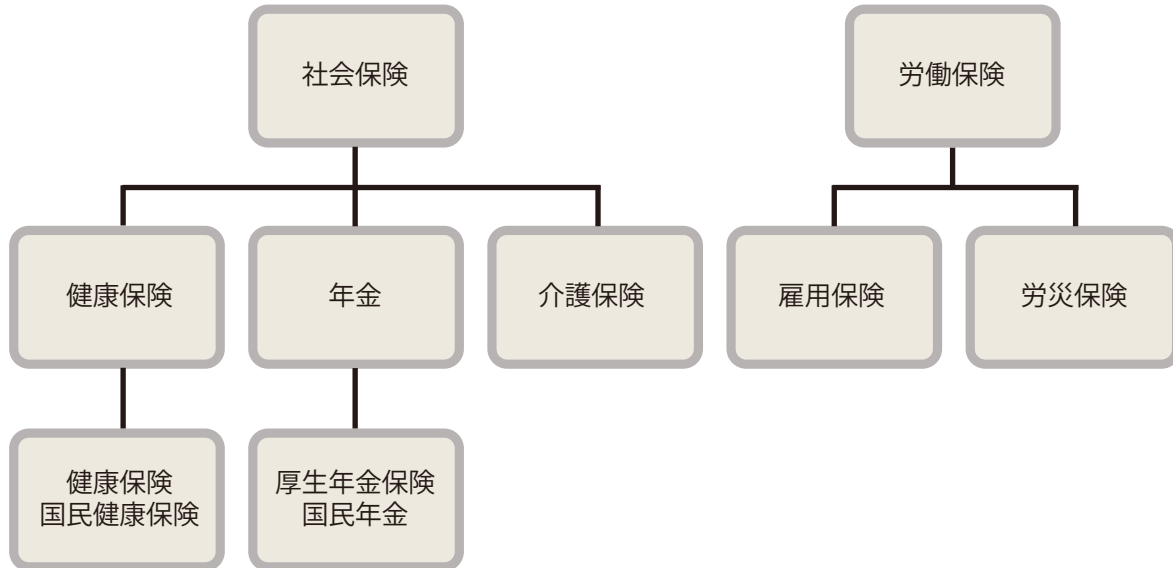 社会保険
労働保険
健康保険
年金
介護保険
雇用保険
労災保険
健康保険
国民健康保険
厚生年金保険
国民年金